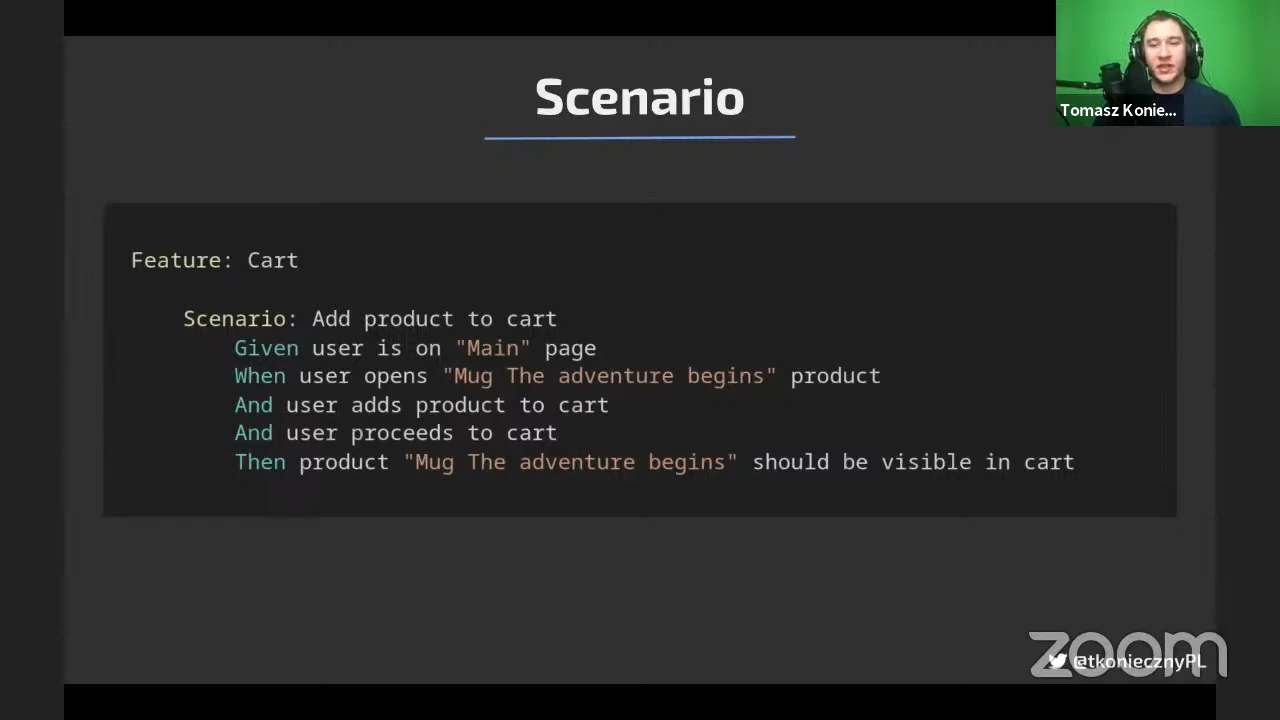 Scenario
Tomasz Konie...
Feature: Cart
Scenario: Add product to cart
Given user is on "Main" page
When user opens "Mug The adventure begins" product
And user adds product to cart
And user proceeds to cart
Then product "Mug The adventure begins" should be visible in cart
zoom
@tkoniecznyPL